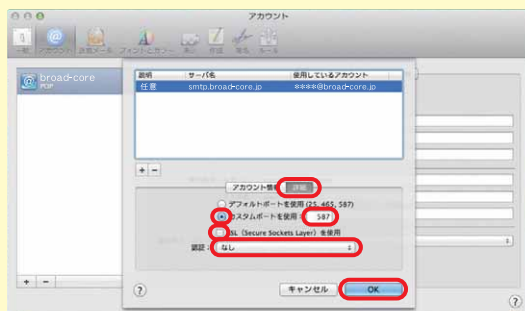 アカウント
一般 アカウント 迷惑メール フォントとカラー 表示 作成 署名 ルール
broad-core
POP
説明 サーバ名 使用しているアカウント
任意 smtp.broad-core.jp ****@broad-core.jp
+ -
アカウント情報 詳細
デフォルトポートを使用 (25, 465, 587)
カスタムポートを使用： 587
SSL (Secure Sockets Layer) を使用
認証： なし
+ -
? キャンセル OK
?